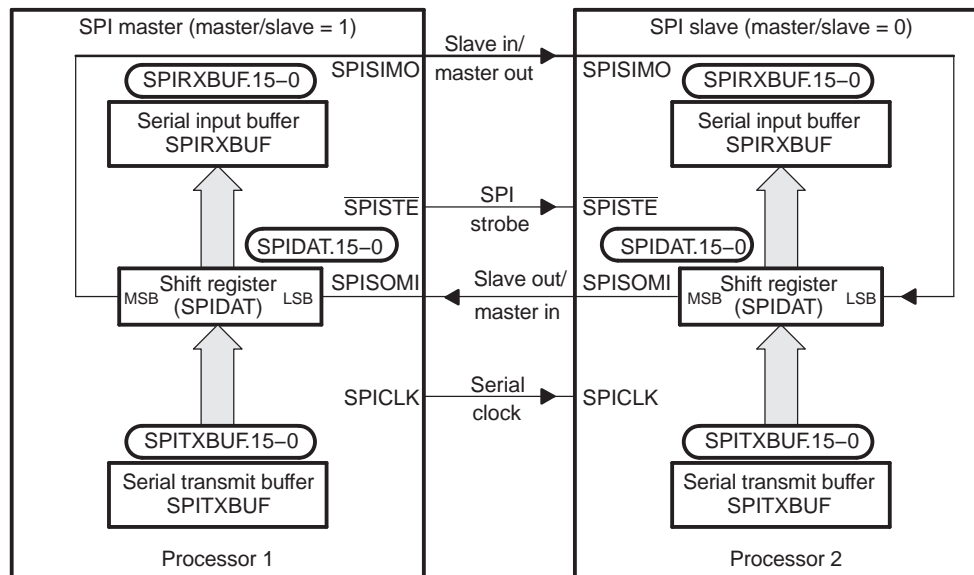 SPI master (master/slave = 1)
SPIRXBUF.15–0
SPISIMO
Serial input buffer
SPIRXBUF
SPISTE
SPIDAT.15–0
MSB
Shift register
(SPIDAT)
LSB
SPISOMI
SPICLK
SPITXBUF.15–0
Serial transmit buffer
SPITXBUF
Processor 1
Slave in/
master out
SPI
strobe
Slave out/
master in
Serial
clock
SPI slave (master/slave = 0)
SPISIMO
SPIRXBUF.15–0
Serial input buffer
SPIRXBUF
SPISTE
SPIDAT.15–0
SPISOMI
MSB
Shift register
(SPIDAT)
LSB
SPICLK
SPITXBUF.15–0
Serial transmit buffer
SPITXBUF
Processor 2